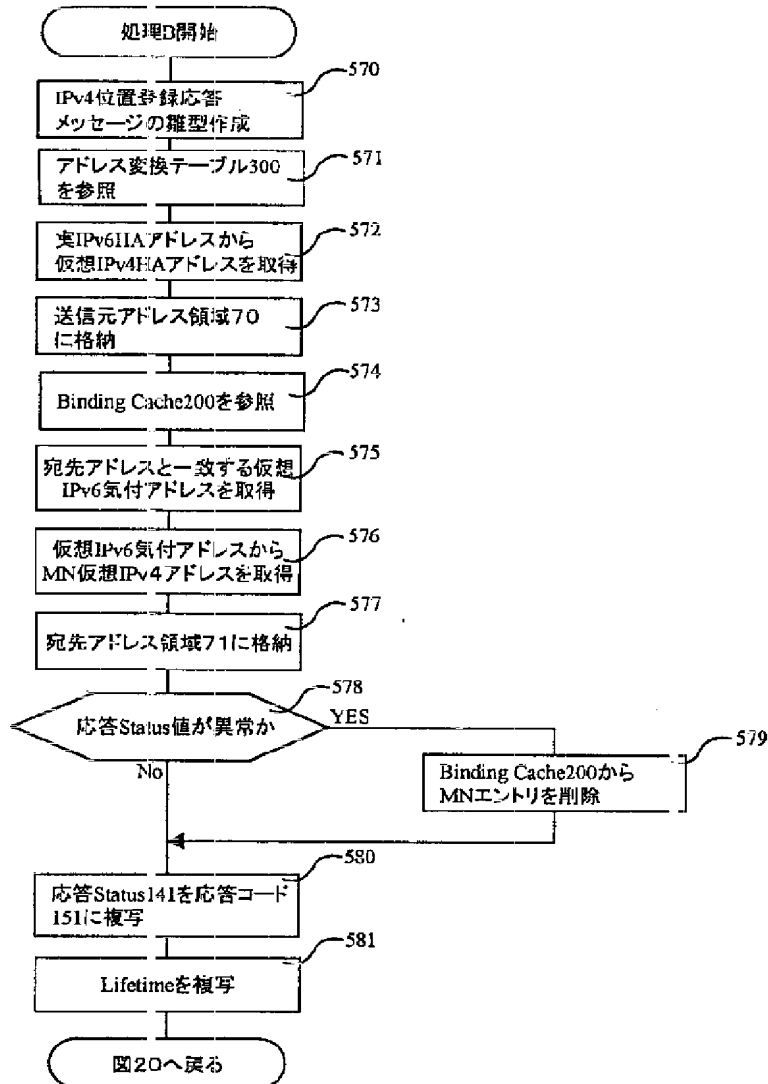 処理D開始
570
IPv4位置登録応答
メッセージの雛型作成
571
アドレス変換テーブル300
を参照
572
実IPv6HAアドレスから
仮想IPv4HAアドレスを取得
573
送信元アドレス領域70
に格納
574
Binding Cache200を参照
575
宛先アドレスと一致する仮想
IPv6気付アドレスを取得
576
仮想IPv6気付アドレスから
MN仮想IPv4アドレスを取得
577
宛先アドレス領域71に格納
578
応答Status値が異常か
YES
No
579
Binding Cache200から
MNエントリを削除
580
応答Status141を応答コード
151に複写
581
Lifetimeを複写
図20へ戻る